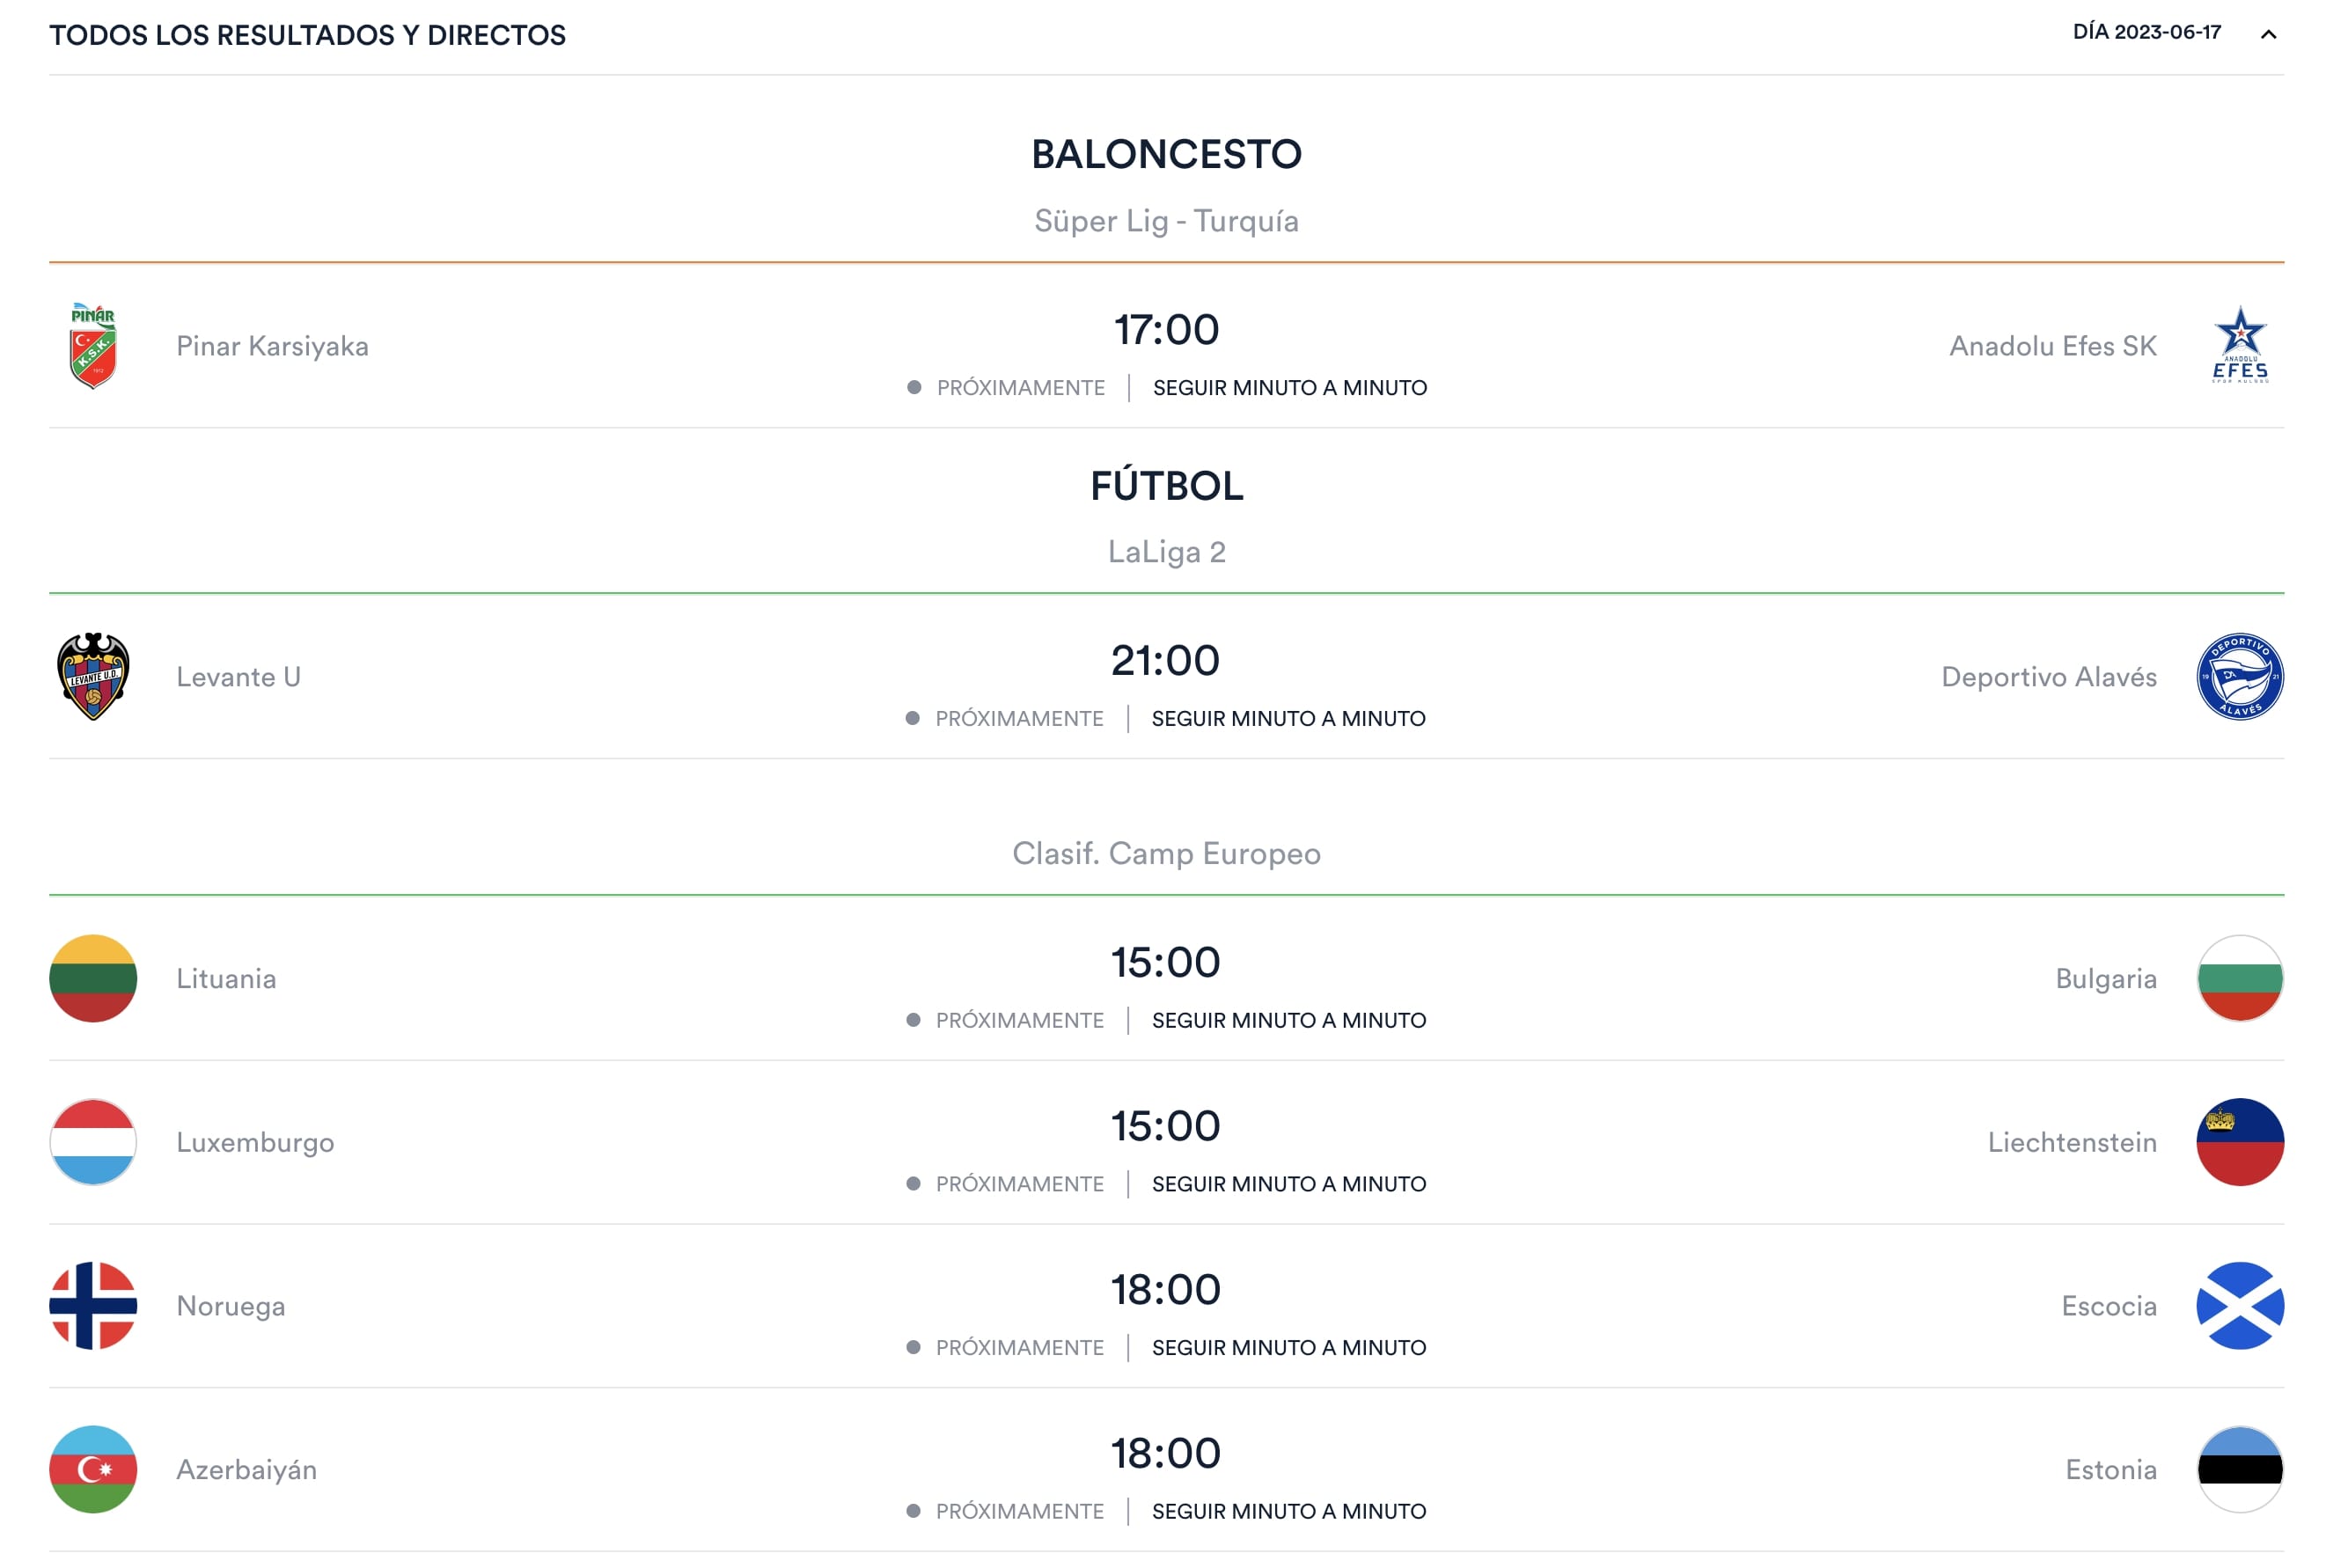 TODOS LOS RESULTADOS Y DIRECTOS
DÍA 2023-06-17
BALONCESTO
Süper Lig - Turquía
PINAR
K.S.K.
1912
Pinar Karsiyaka
17:00
Anadolu Efes SK
ANADOLU
EFES
PRÓXIMAMENTE | SEGUIR MINUTO A MINUTO
FÚTBOL
LaLiga 2
LEVANTE U.D.
Levante U
21:00
Deportivo Alavés
DEPORTIVO
19 21
ALAVÉS
PRÓXIMAMENTE | SEGUIR MINUTO A MINUTO
Clasif. Camp Europeo
Lituania
15:00
Bulgaria
PRÓXIMAMENTE | SEGUIR MINUTO A MINUTO
Luxemburgo
15:00
Liechtenstein
PRÓXIMAMENTE | SEGUIR MINUTO A MINUTO
Noruega
18:00
Escocia
PRÓXIMAMENTE | SEGUIR MINUTO A MINUTO
Azerbaiyán
18:00
Estonia
PRÓXIMAMENTE | SEGUIR MINUTO A MINUTO